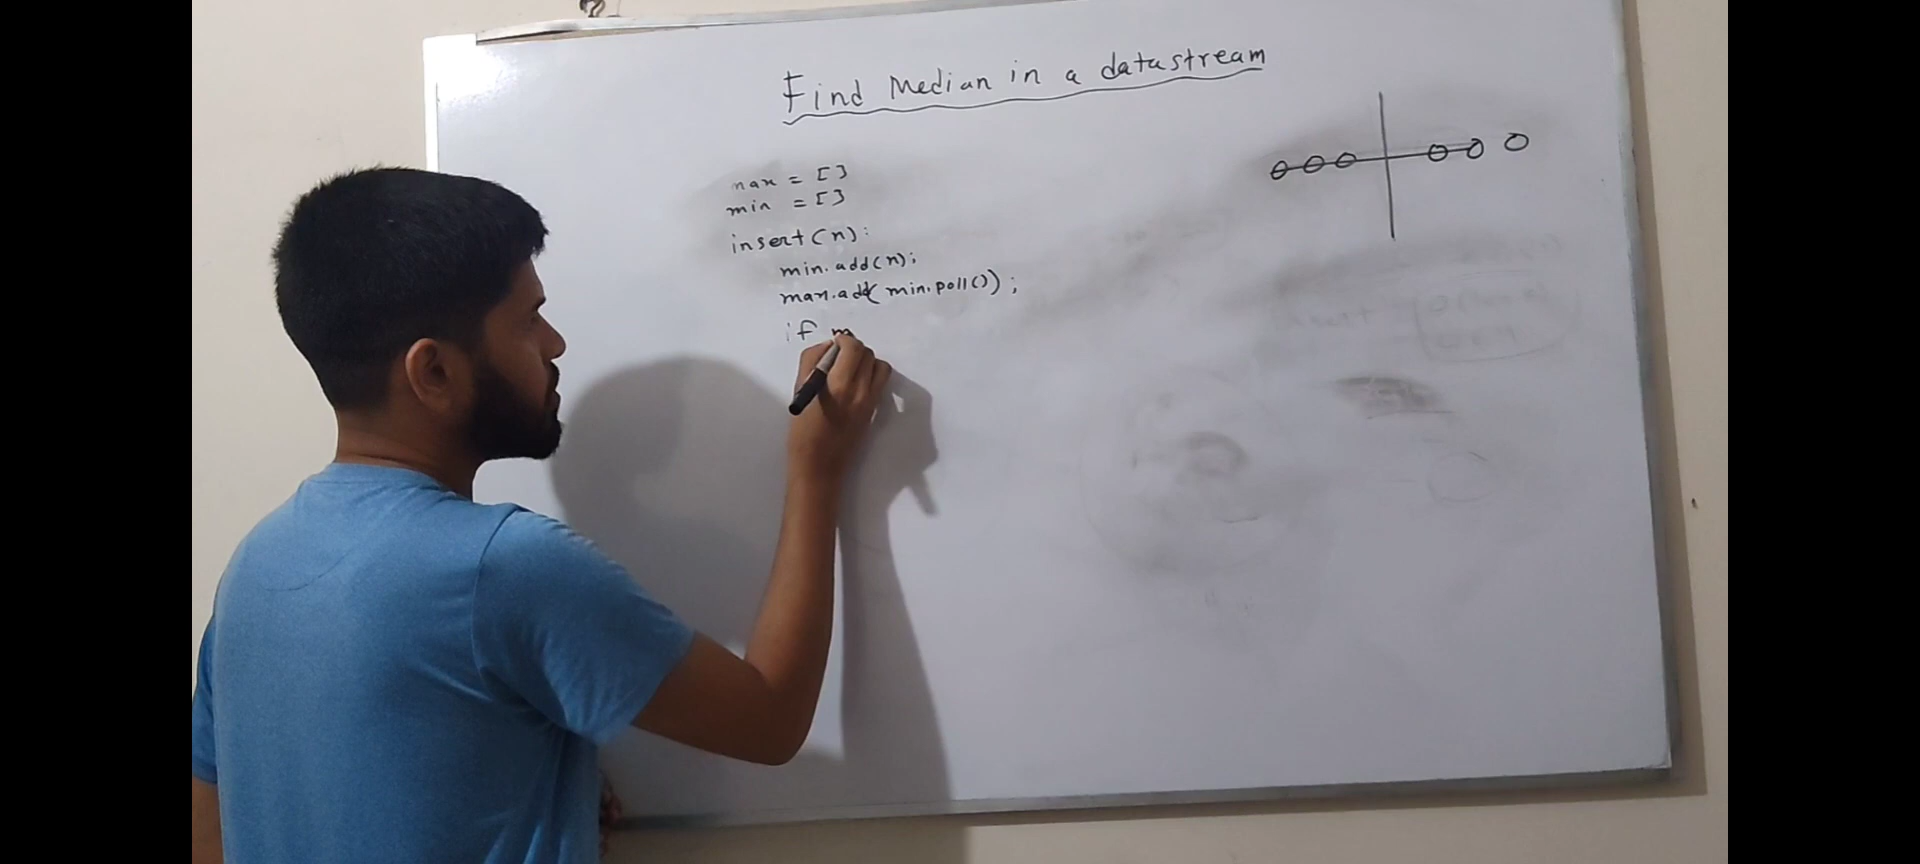 Find Median in a datastream
max = []
min = []
insert(n):
min.add(n);
max.add(min.poll());
if m